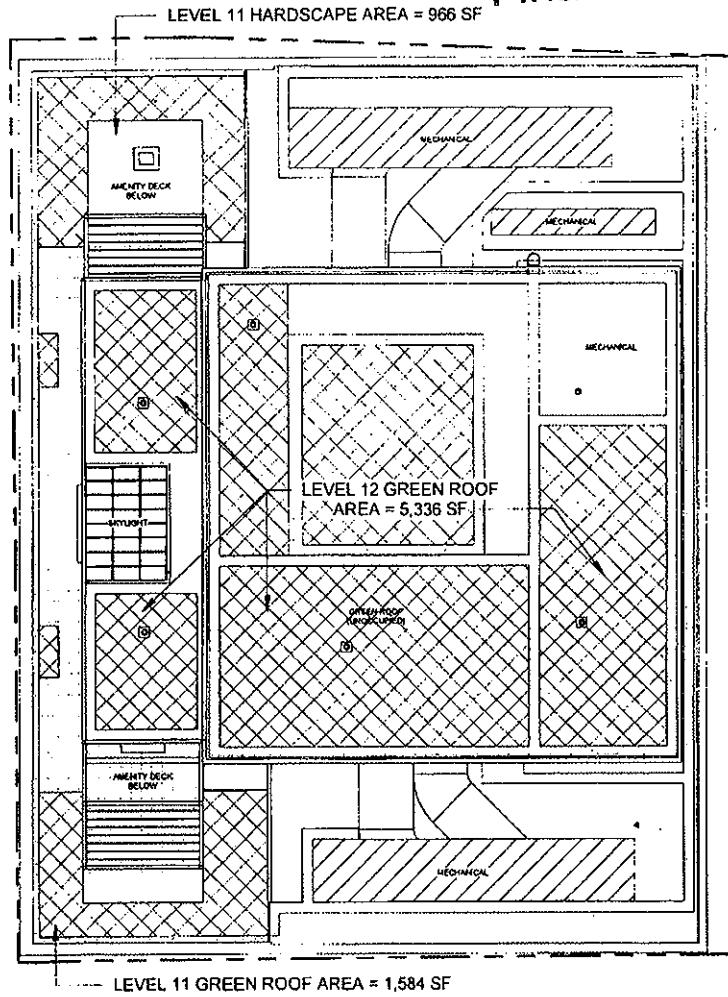 LEVEL 11 HARDSCAPE AREA = 966 SF
MECHANICAL
AMENITY DECK
BELOW
MECHANICAL
MECHANICAL
LEVEL 12 GREEN ROOF
AREA = 5,336 SF
SKYLIGHT
GREEN ROOF
(UNOCCUPIED)
AMENITY DECK
BELOW
MECHANICAL
LEVEL 11 GREEN ROOF AREA = 1,584 SF